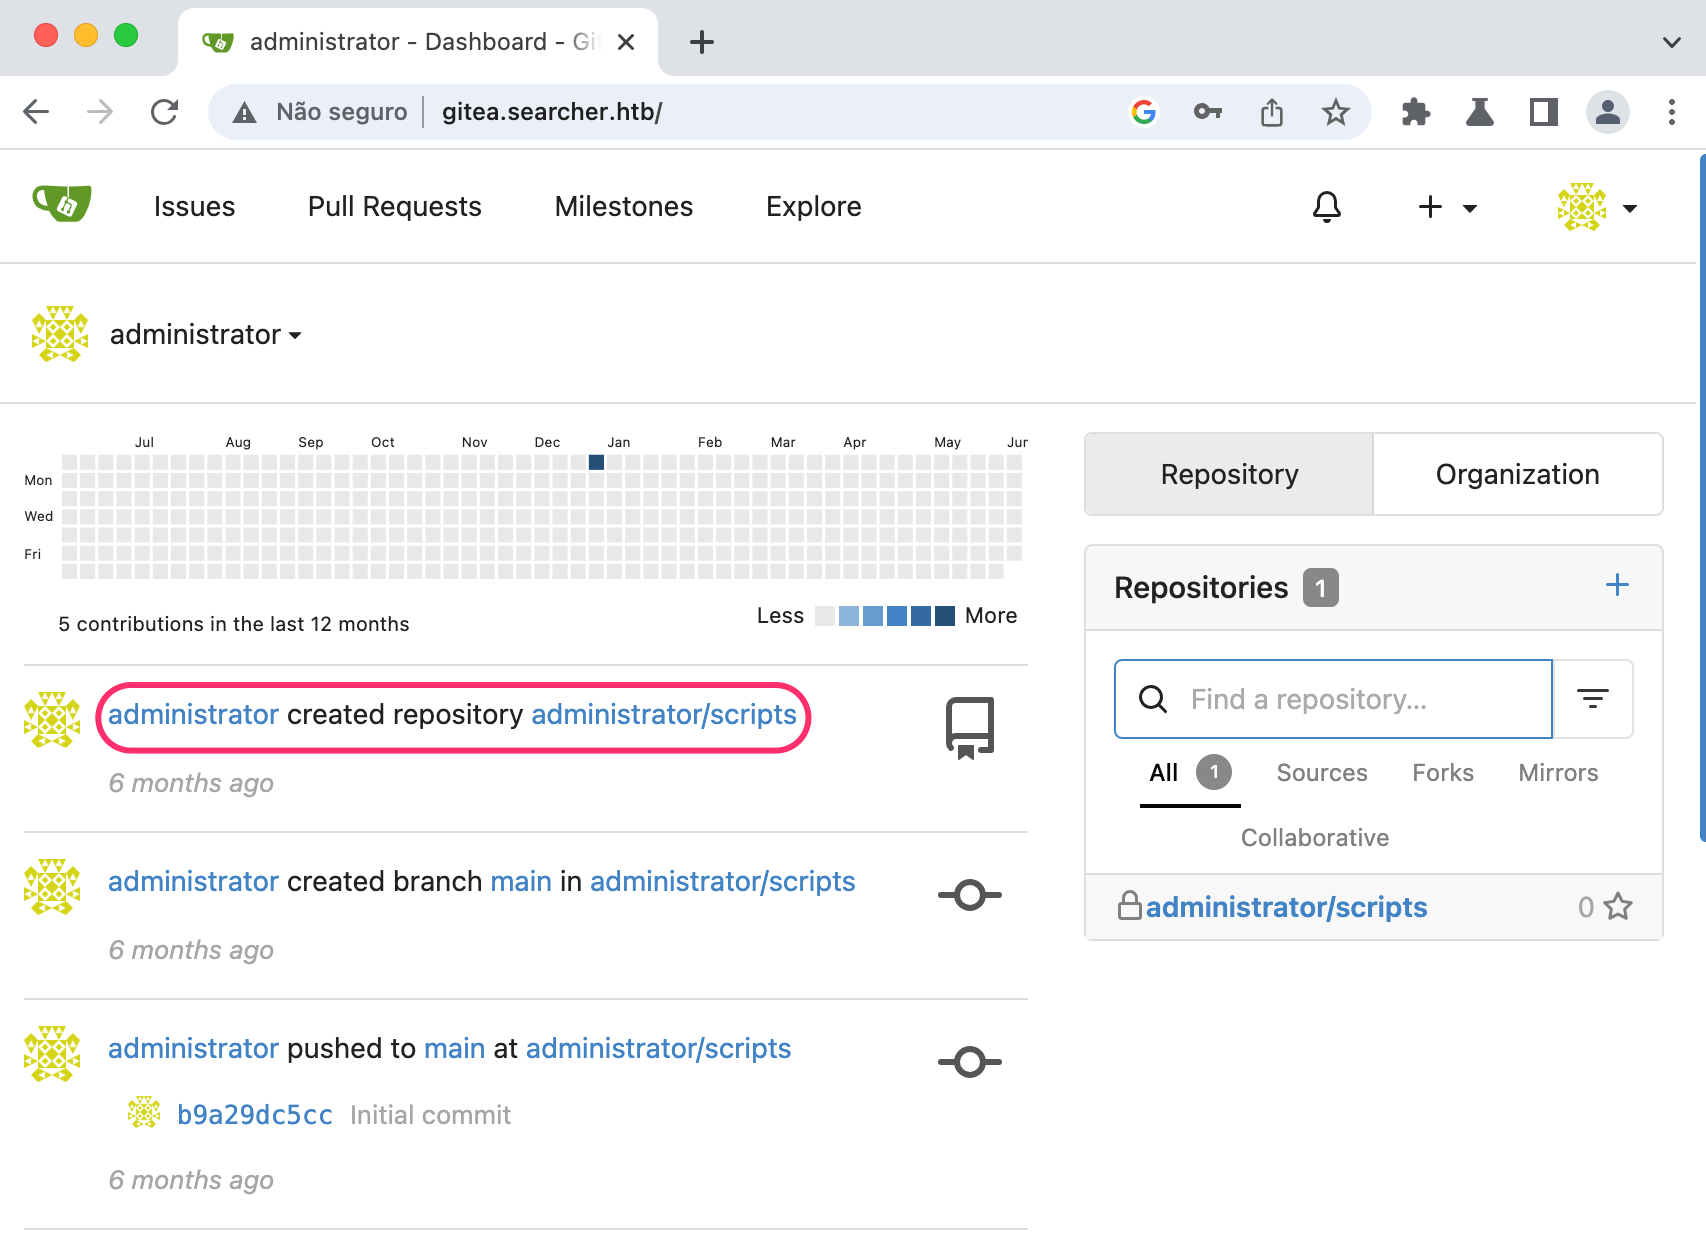 administrator - Dashboard - Git
Não seguro gitea.searcher.htb/
Issues Pull Requests Milestones Explore
administrator
Jul Aug Sep Oct Nov Dec Jan Feb Mar Apr May Jun
Mon
Wed
Fri
5 contributions in the last 12 months
Less More
administrator created repository administrator/scripts
6 months ago
administrator created branch main in administrator/scripts
6 months ago
administrator pushed to main at administrator/scripts
b9a29dc5cc Initial commit
6 months ago
Repository Organization
Repositories 1
Find a repository...
All 1 Sources Forks Mirrors
Collaborative
administrator/scripts 0